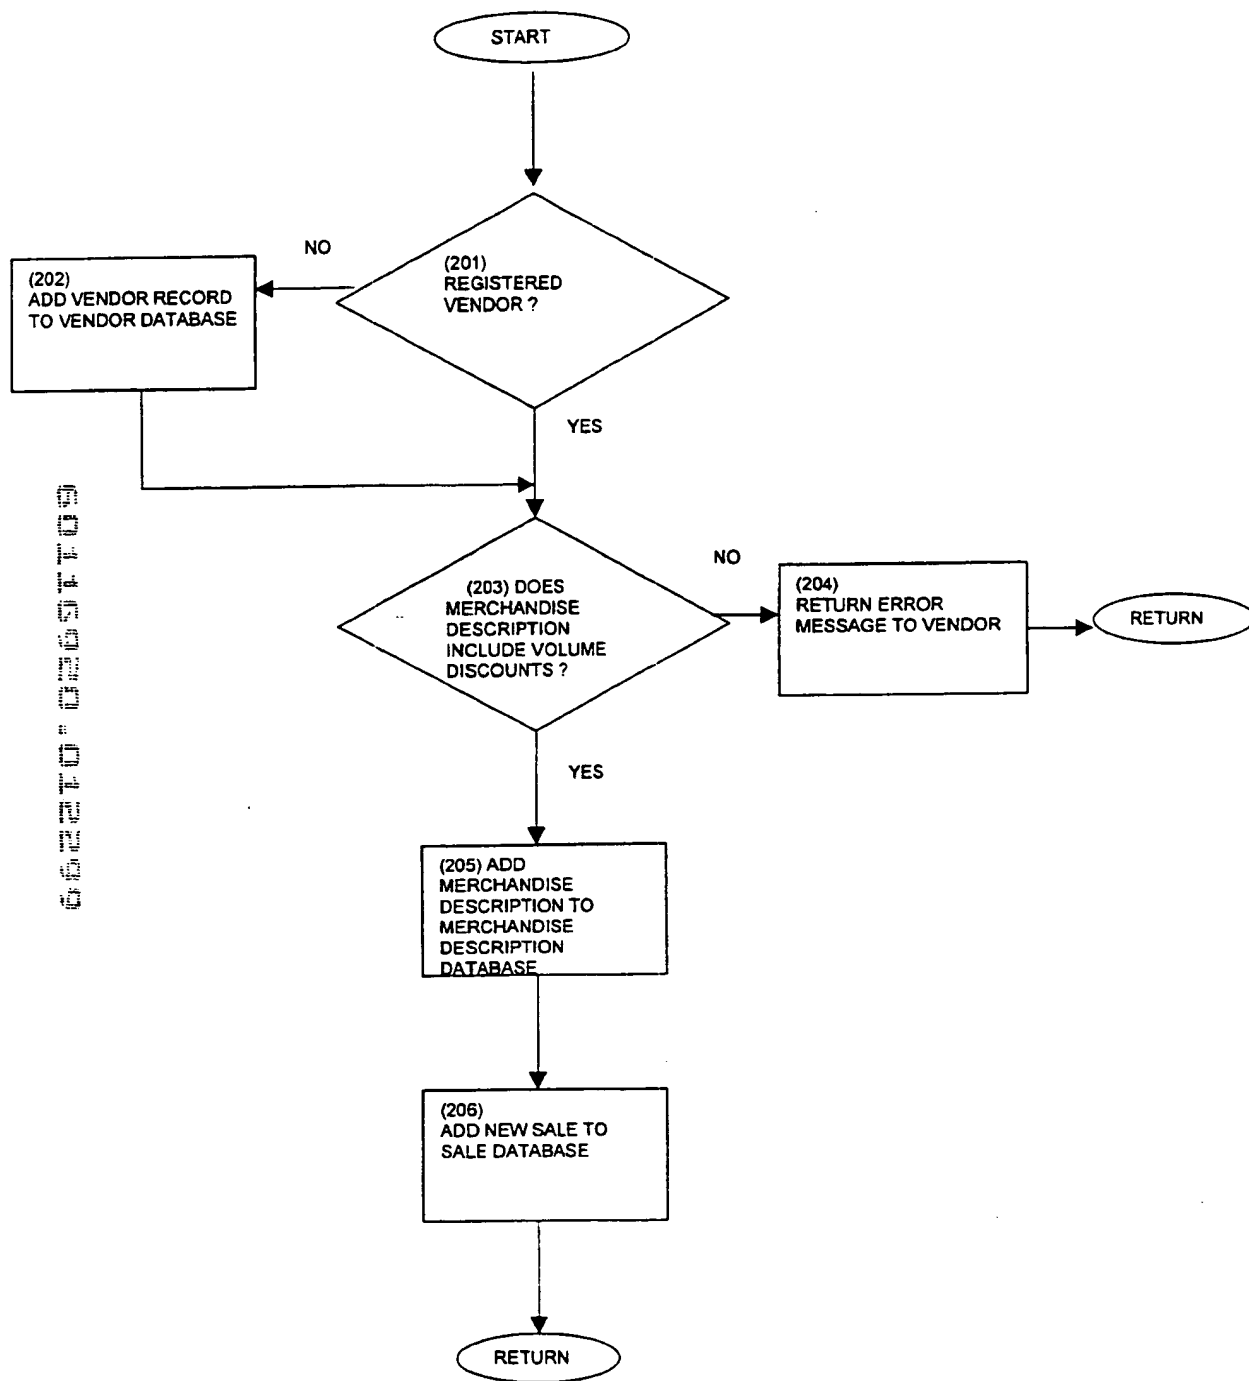 START
NO
(201)
REGISTERED
VENDOR ?
(202)
ADD VENDOR RECORD
TO VENDOR DATABASE
YES
(203) DOES
MERCHANDISE
DESCRIPTION
INCLUDE VOLUME
DISCOUNTS ?
NO
(204)
RETURN ERROR
MESSAGE TO VENDOR
RETURN
YES
(205) ADD
MERCHANDISE
DESCRIPTION TO
MERCHANDISE
DESCRIPTION
DATABASE
(206)
ADD NEW SALE TO
SALE DATABASE
RETURN
60116920.012299